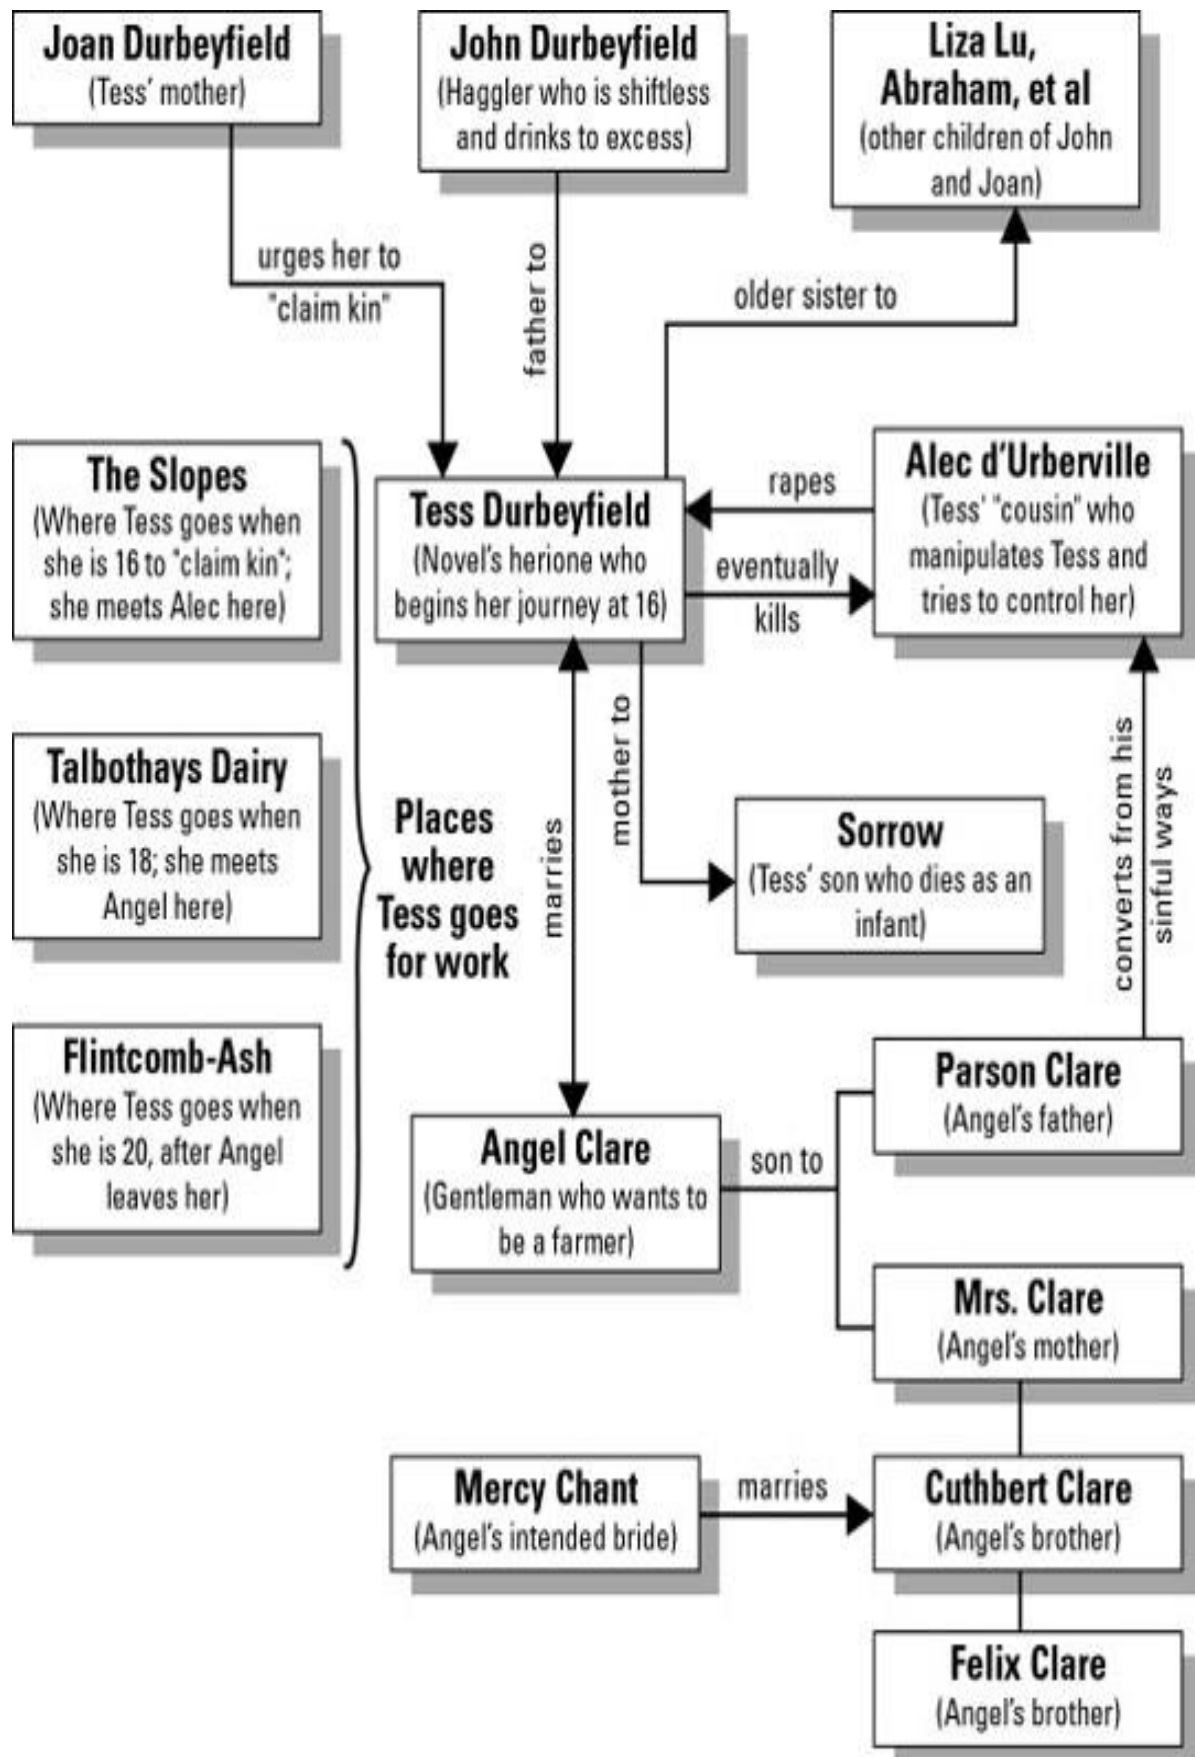 Joan Durbeyfield
(Tess' mother)
John Durbeyfield
(Haggler who is shiftless
and drinks to excess)
Liza Lu,
Abraham, et al
(other children of John
and Joan)
urges her to
"claim kin"
father to
older sister to
The Slopes
(Where Tess goes when
she is 16 to "claim kin";
she meets Alec here)
Tess Durbeyfield
(Novel's herione who
begins her journey at 16)
rapes
eventually
kills
Alec d'Urberville
(Tess' "cousin" who
manipulates Tess and
tries to control her)
Talbothays Dairy
(Where Tess goes when
she is 18; she meets
Angel here)
Places
where
Tess goes
for work
marries
mother to
Sorrow
(Tess' son who dies as an
infant)
converts from his
sinful ways
Flintcomb-Ash
(Where Tess goes when
she is 20, after Angel
leaves her)
Angel Clare
(Gentleman who wants to
be a farmer)
son to
Parson Clare
(Angel's father)
Mrs. Clare
(Angel's mother)
Mercy Chant
(Angel's intended bride)
marries
Cuthbert Clare
(Angel's brother)
Felix Clare
(Angel's brother)